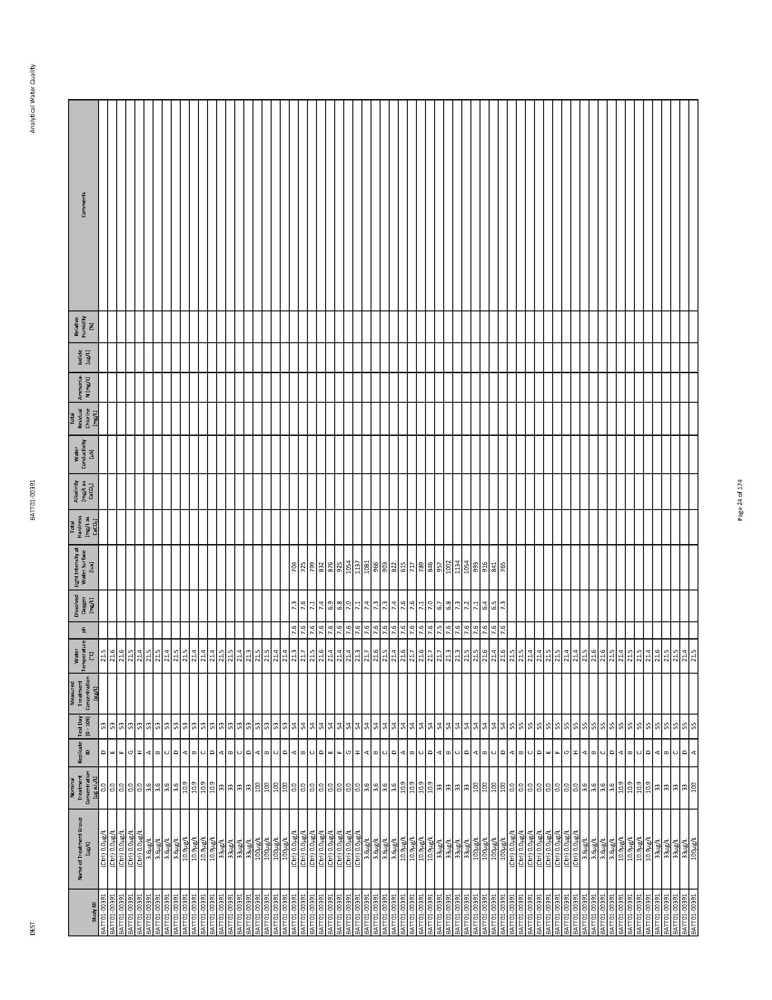 DEST BATT01-00391 Analytical Water Quality
Study ID Name of Treatment Group (µg/L) Nominal Treatment Concentration (µg a.i./L) Replicate ID Test Day (0 - 109) Measured Treatment Concentration (µg/L) Water Temperature (°C) pH Dissolved Oxygen (mg/L) Light Intensity at Water Surface (lux) Total Hardness (mg/L as CaCO₃) Alkalinity (mg/L as CaCO₃) Water Conductivity (µS) Total Residual Chlorine (mg/L) Ammonia-N (mg/L) Iodide (µg/L) Relative Humidity (%) Comments
BATT01-00391 (Ctrl) 0.0µg/L 0.0 D 53 21.5
BATT01-00391 (Ctrl) 0.0µg/L 0.0 E 53 21.6
BATT01-00391 (Ctrl) 0.0µg/L 0.0 F 53 21.6
BATT01-00391 (Ctrl) 0.0µg/L 0.0 G 53 21.5
BATT01-00391 (Ctrl) 0.0µg/L 0.0 H 53 21.4
BATT01-00391 3.6µg/L 3.6 A 53 21.5
BATT01-00391 3.6µg/L 3.6 B 53 21.5
BATT01-00391 3.6µg/L 3.6 C 53 21.4
BATT01-00391 3.6µg/L 3.6 D 53 21.5
BATT01-00391 10.9µg/L 10.9 A 53 21.5
BATT01-00391 10.9µg/L 10.9 B 53 21.4
BATT01-00391 10.9µg/L 10.9 C 53 21.4
BATT01-00391 10.9µg/L 10.9 D 53 21.4
BATT01-00391 33µg/L 33 A 53 21.5
BATT01-00391 33µg/L 33 B 53 21.5
BATT01-00391 33µg/L 33 C 53 21.4
BATT01-00391 33µg/L 33 D 53 21.3
BATT01-00391 100µg/L 100 A 53 21.5
BATT01-00391 100µg/L 100 B 53 21.5
BATT01-00391 100µg/L 100 C 53 21.4
BATT01-00391 100µg/L 100 D 53 21.4
BATT01-00391 (Ctrl) 0.0µg/L 0.0 A 54 21.3 7.6 7.3 704
BATT01-00391 (Ctrl) 0.0µg/L 0.0 B 54 21.7 7.6 7.6 725
BATT01-00391 (Ctrl) 0.0µg/L 0.0 C 54 21.5 7.6 7.1 799
BATT01-00391 (Ctrl) 0.0µg/L 0.0 D 54 21.6 7.6 7.4 832
BATT01-00391 (Ctrl) 0.0µg/L 0.0 E 54 21.4 7.6 6.9 876
BATT01-00391 (Ctrl) 0.0µg/L 0.0 F 54 21.4 7.6 6.8 925
BATT01-00391 (Ctrl) 0.0µg/L 0.0 G 54 21.4 7.6 7.0 1054
BATT01-00391 (Ctrl) 0.0µg/L 0.0 H 54 21.3 7.6 7.1 1137
BATT01-00391 3.6µg/L 3.6 A 54 21.7 7.6 7.4 1081
BATT01-00391 3.6µg/L 3.6 B 54 21.6 7.6 7.3 966
BATT01-00391 3.6µg/L 3.6 C 54 21.5 7.6 7.3 903
BATT01-00391 3.6µg/L 3.6 D 54 21.4 7.6 7.4 822
BATT01-00391 10.9µg/L 10.9 A 54 21.4 7.6 7.6 615
BATT01-00391 10.9µg/L 10.9 B 54 21.7 7.6 7.6 717
BATT01-00391 10.9µg/L 10.9 C 54 21.6 7.6 7.1 789
BATT01-00391 10.9µg/L 10.9 D 54 21.7 7.6 7.0 846
BATT01-00391 33µg/L 33 A 54 21.7 7.5 6.7 957
BATT01-00391 33µg/L 33 B 54 21.3 7.6 6.8 1002
BATT01-00391 33µg/L 33 C 54 21.3 7.6 7.3 1134
BATT01-00391 33µg/L 33 D 54 21.5 7.6 7.2 1054
BATT01-00391 100µg/L 100 A 54 21.5 7.6 7.1 993
BATT01-00391 100µg/L 100 B 54 21.6 7.6 6.4 916
BATT01-00391 100µg/L 100 C 54 21.4 7.6 6.5 841
BATT01-00391 100µg/L 100 D 54 21.6 7.6 7.3 765
BATT01-00391 (Ctrl) 0.0µg/L 0.0 A 55 21.5
BATT01-00391 (Ctrl) 0.0µg/L 0.0 B 55 21.5
BATT01-00391 (Ctrl) 0.0µg/L 0.0 C 55 21.4
BATT01-00391 (Ctrl) 0.0µg/L 0.0 D 55 21.4
BATT01-00391 (Ctrl) 0.0µg/L 0.0 E 55 21.5
BATT01-00391 (Ctrl) 0.0µg/L 0.0 F 55 21.5
BATT01-00391 (Ctrl) 0.0µg/L 0.0 G 55 21.4
BATT01-00391 (Ctrl) 0.0µg/L 0.0 H 55 21.4
BATT01-00391 3.6µg/L 3.6 A 55 21.5
BATT01-00391 3.6µg/L 3.6 B 55 21.6
BATT01-00391 3.6µg/L 3.6 C 55 21.6
BATT01-00391 3.6µg/L 3.6 D 55 21.5
BATT01-00391 10.9µg/L 10.9 A 55 21.4
BATT01-00391 10.9µg/L 10.9 B 55 21.5
BATT01-00391 10.9µg/L 10.9 C 55 21.5
BATT01-00391 10.9µg/L 10.9 D 55 21.4
BATT01-00391 33µg/L 33 A 55 21.6
BATT01-00391 33µg/L 33 B 55 21.5
BATT01-00391 33µg/L 33 C 55 21.5
BATT01-00391 33µg/L 33 D 55 21.4
BATT01-00391 100µg/L 100 A 55 21.5
Page 24 of 174